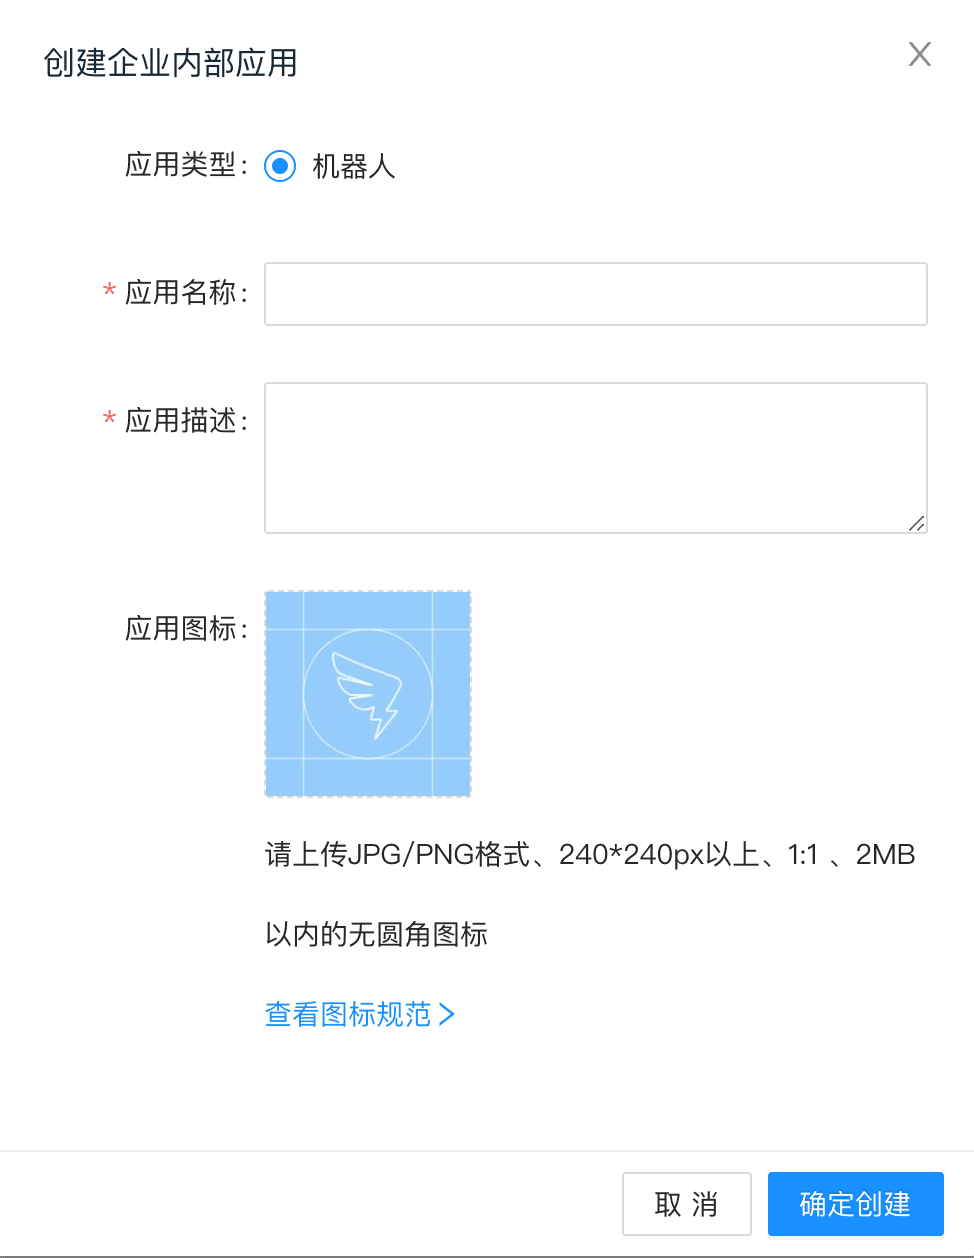 创建企业内部应用
应用类型: 机器人
* 应用名称:
* 应用描述:
应用图标:
请上传JPG/PNG格式、240*240px以上、1:1 、2MB
以内的无圆角图标
查看图标规范 >
取 消 确定创建